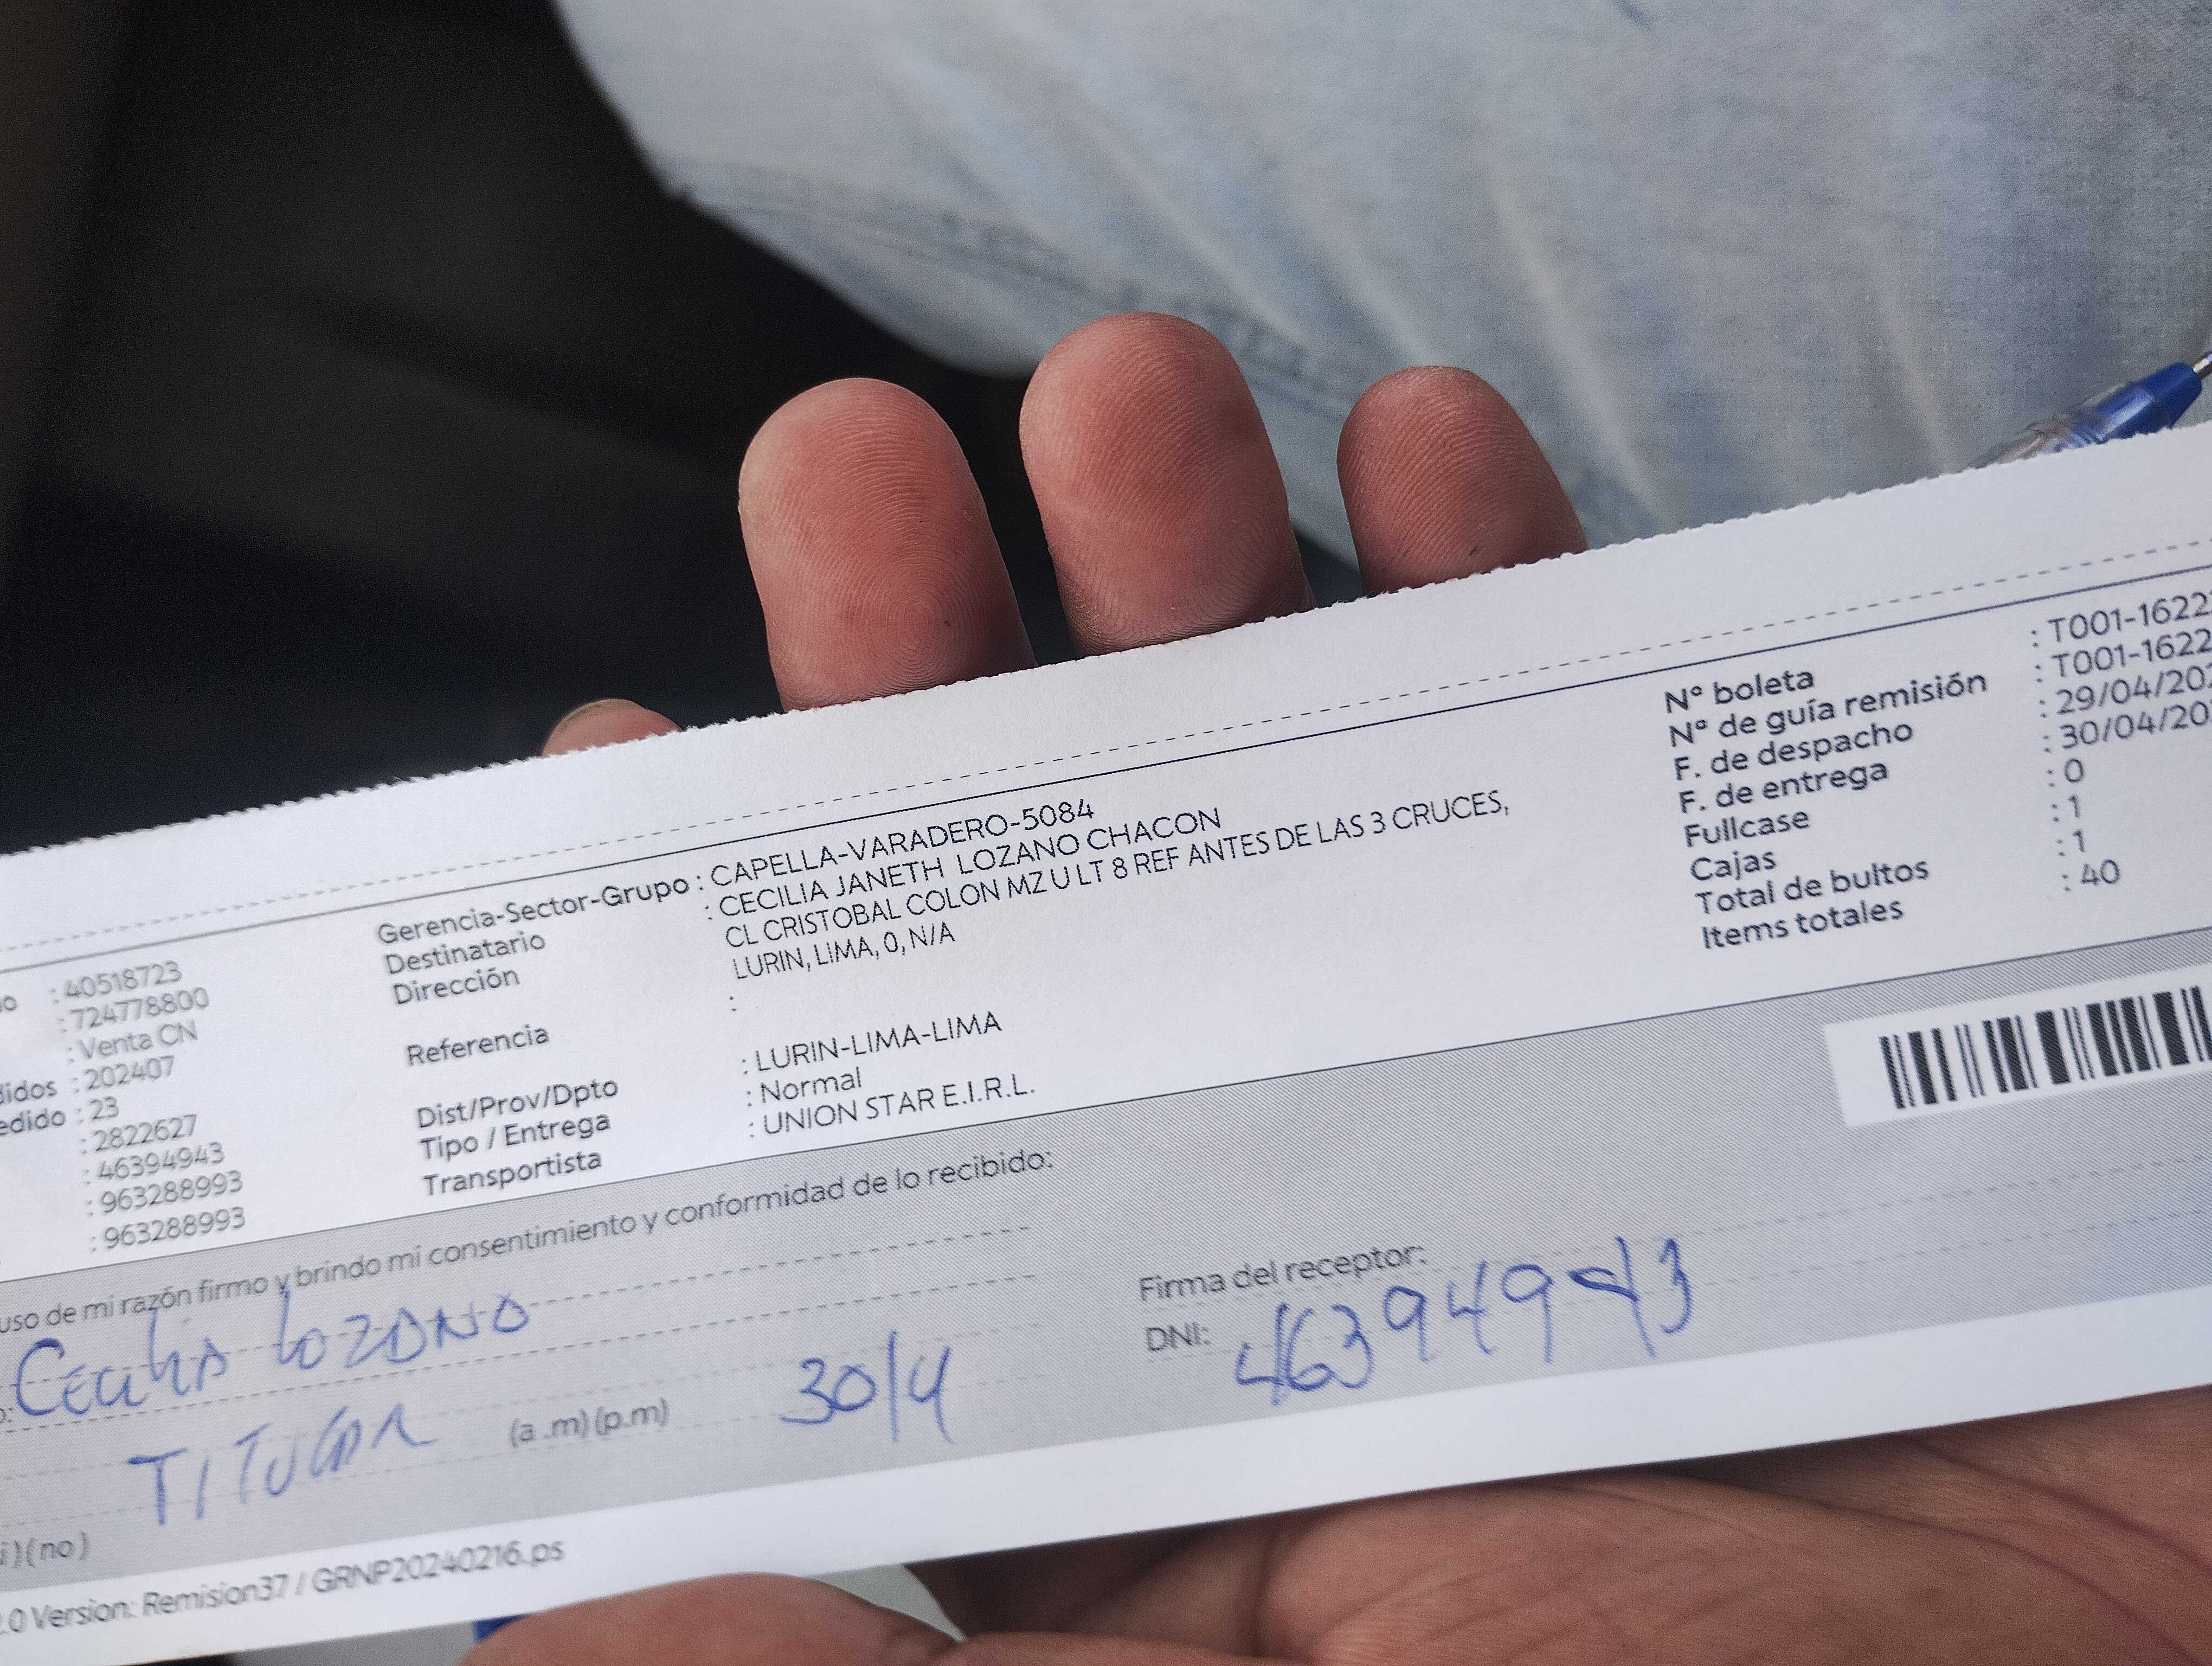 : 40518723
: 724778800
: Venta CN
: 202407
: 23
: 2822627
: 46394943
: 963288993
: 963288993
Gerencia-Sector-Grupo : CAPELLA-VARADERO-5084
Destinatario : CECILIA JANETH LOZANO CHACON
Dirección CL CRISTOBAL COLON MZ U LT 8 REF ANTES DE LAS 3 CRUCES,
LURIN, LIMA, 0, N/A
Referencia :
Dist/Prov/Dpto : LURIN-LIMA-LIMA
Tipo / Entrega : Normal
Transportista : UNION STAR E.I.R.L.
N° boleta : T001-1622
N° de guía remisión : T001-1622
F. de despacho : 29/04/202
F. de entrega : 30/04/20
Fullcase : 0
Cajas : 1
Total de bultos : 1
Items totales : 40
uso de mi razón firmo y brindo mi consentimiento y conformidad de lo recibido:
Cecilia LOZANO
TITULAR (a .m) (p.m) 30/4
Firma del receptor:
DNI: 46394943
) ( no )
.0 Version: Remision37 / GRNP20240216.ps